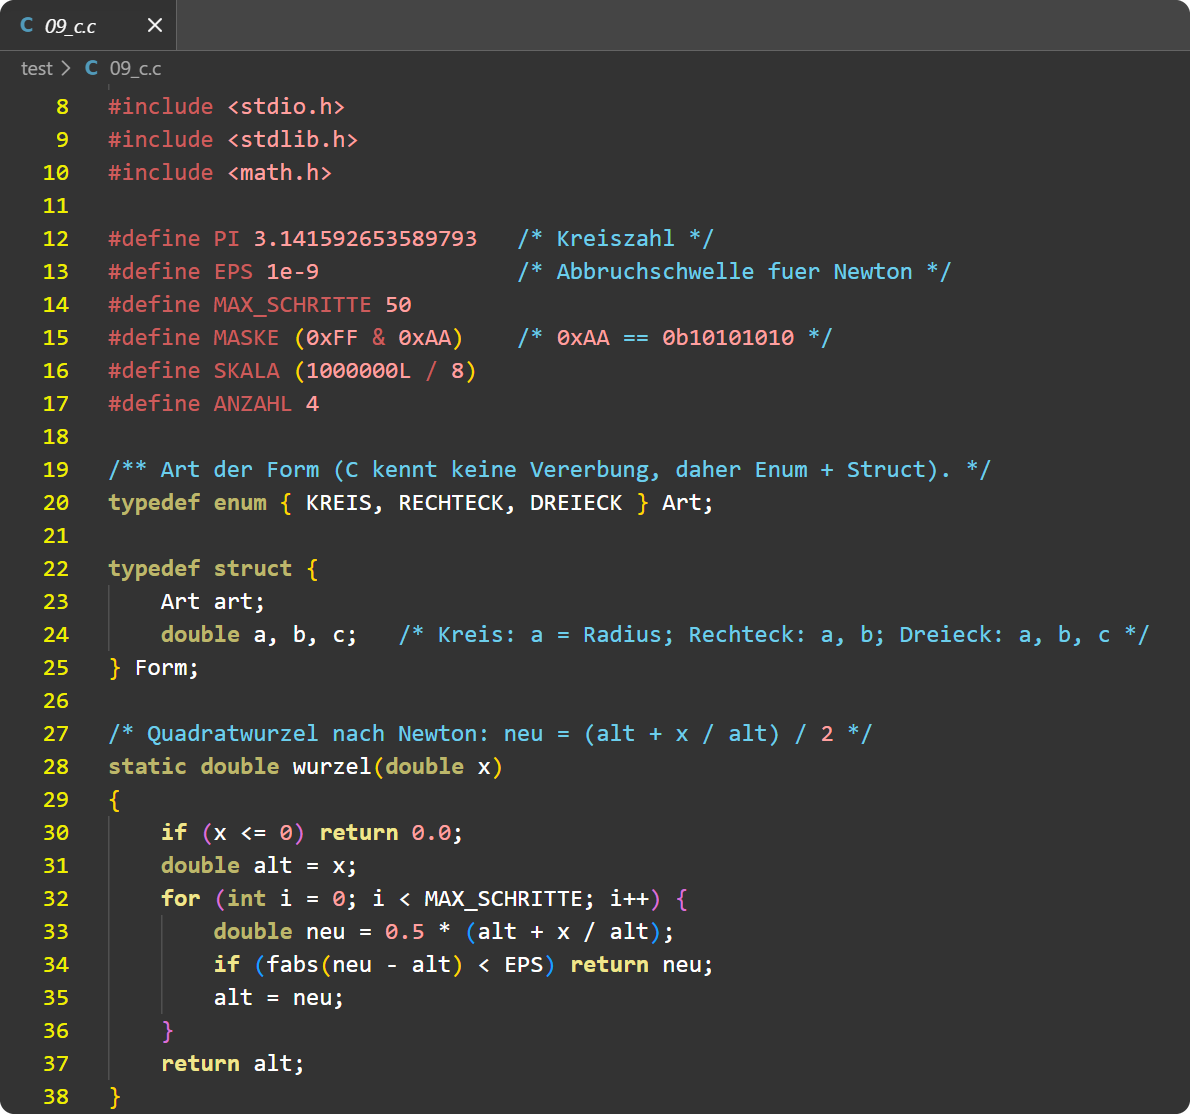 C 09_c.c ×
test > C 09_c.c
8 #include <stdio.h>
9 #include <stdlib.h>
10 #include <math.h>
11
12 #define PI 3.141592653589793   /* Kreiszahl */
13 #define EPS 1e-9               /* Abbruchschwelle fuer Newton */
14 #define MAX_SCHRITTE 50
15 #define MASKE (0xFF & 0xAA)    /* 0xAA == 0b10101010 */
16 #define SKALA (1000000L / 8)
17 #define ANZAHL 4
18
19 /** Art der Form (C kennt keine Vererbung, daher Enum + Struct). */
20 typedef enum { KREIS, RECHTECK, DREIECK } Art;
21
22 typedef struct {
23     Art art;
24     double a, b, c;   /* Kreis: a = Radius; Rechteck: a, b; Dreieck: a, b, c */
25 } Form;
26
27 /* Quadratwurzel nach Newton: neu = (alt + x / alt) / 2 */
28 static double wurzel(double x)
29 {
30     if (x <= 0) return 0.0;
31     double alt = x;
32     for (int i = 0; i < MAX_SCHRITTE; i++) {
33         double neu = 0.5 * (alt + x / alt);
34         if (fabs(neu - alt) < EPS) return neu;
35         alt = neu;
36     }
37     return alt;
38 }